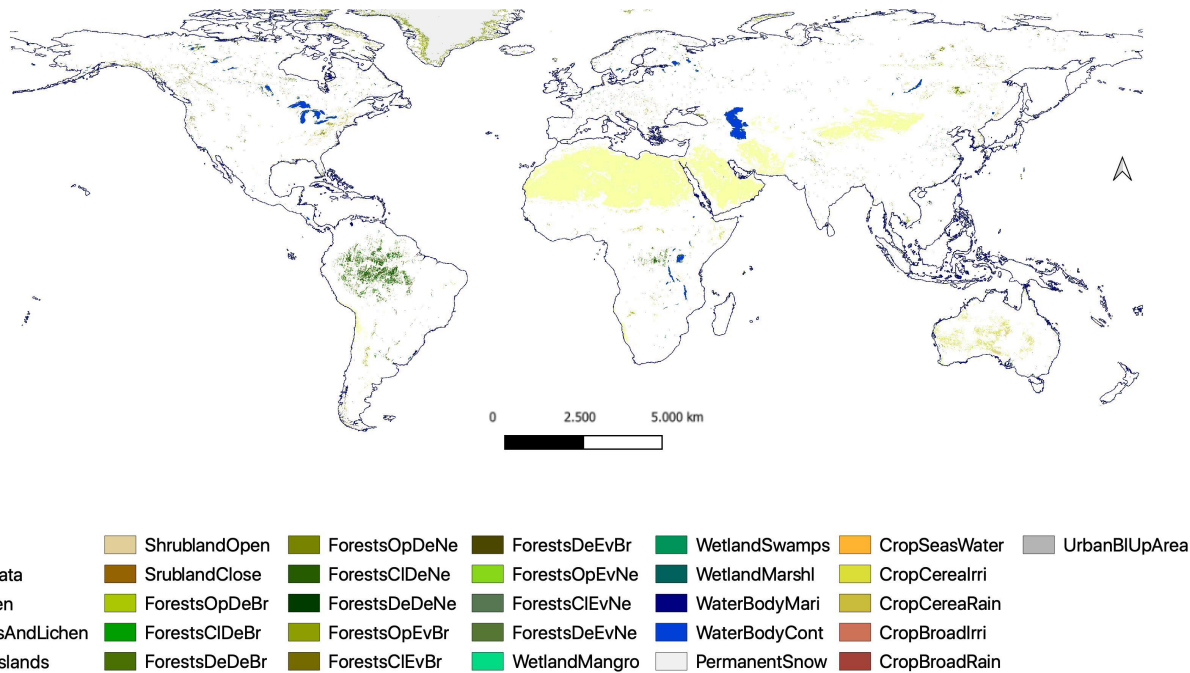 0 2.500 5.000 km
ShrublandOpen ForestsOpDeNe ForestsDeEvBr WetlandSwamps CropSeasWater UrbanBlUpArea
ata SrublandClose ForestsClDeNe ForestsOpEvNe WetlandMarshl CropCerealrri
en ForestsOpDeBr ForestsDeDeNe ForestsClEvNe WaterBodyMari CropCereaRain
sAndLichen ForestsClDeBr ForestsOpEvBr ForestsDeEvNe WaterBodyCont CropBroadIrri
slands ForestsDeDeBr ForestsClEvBr WetlandMangro PermanentSnow CropBroadRain